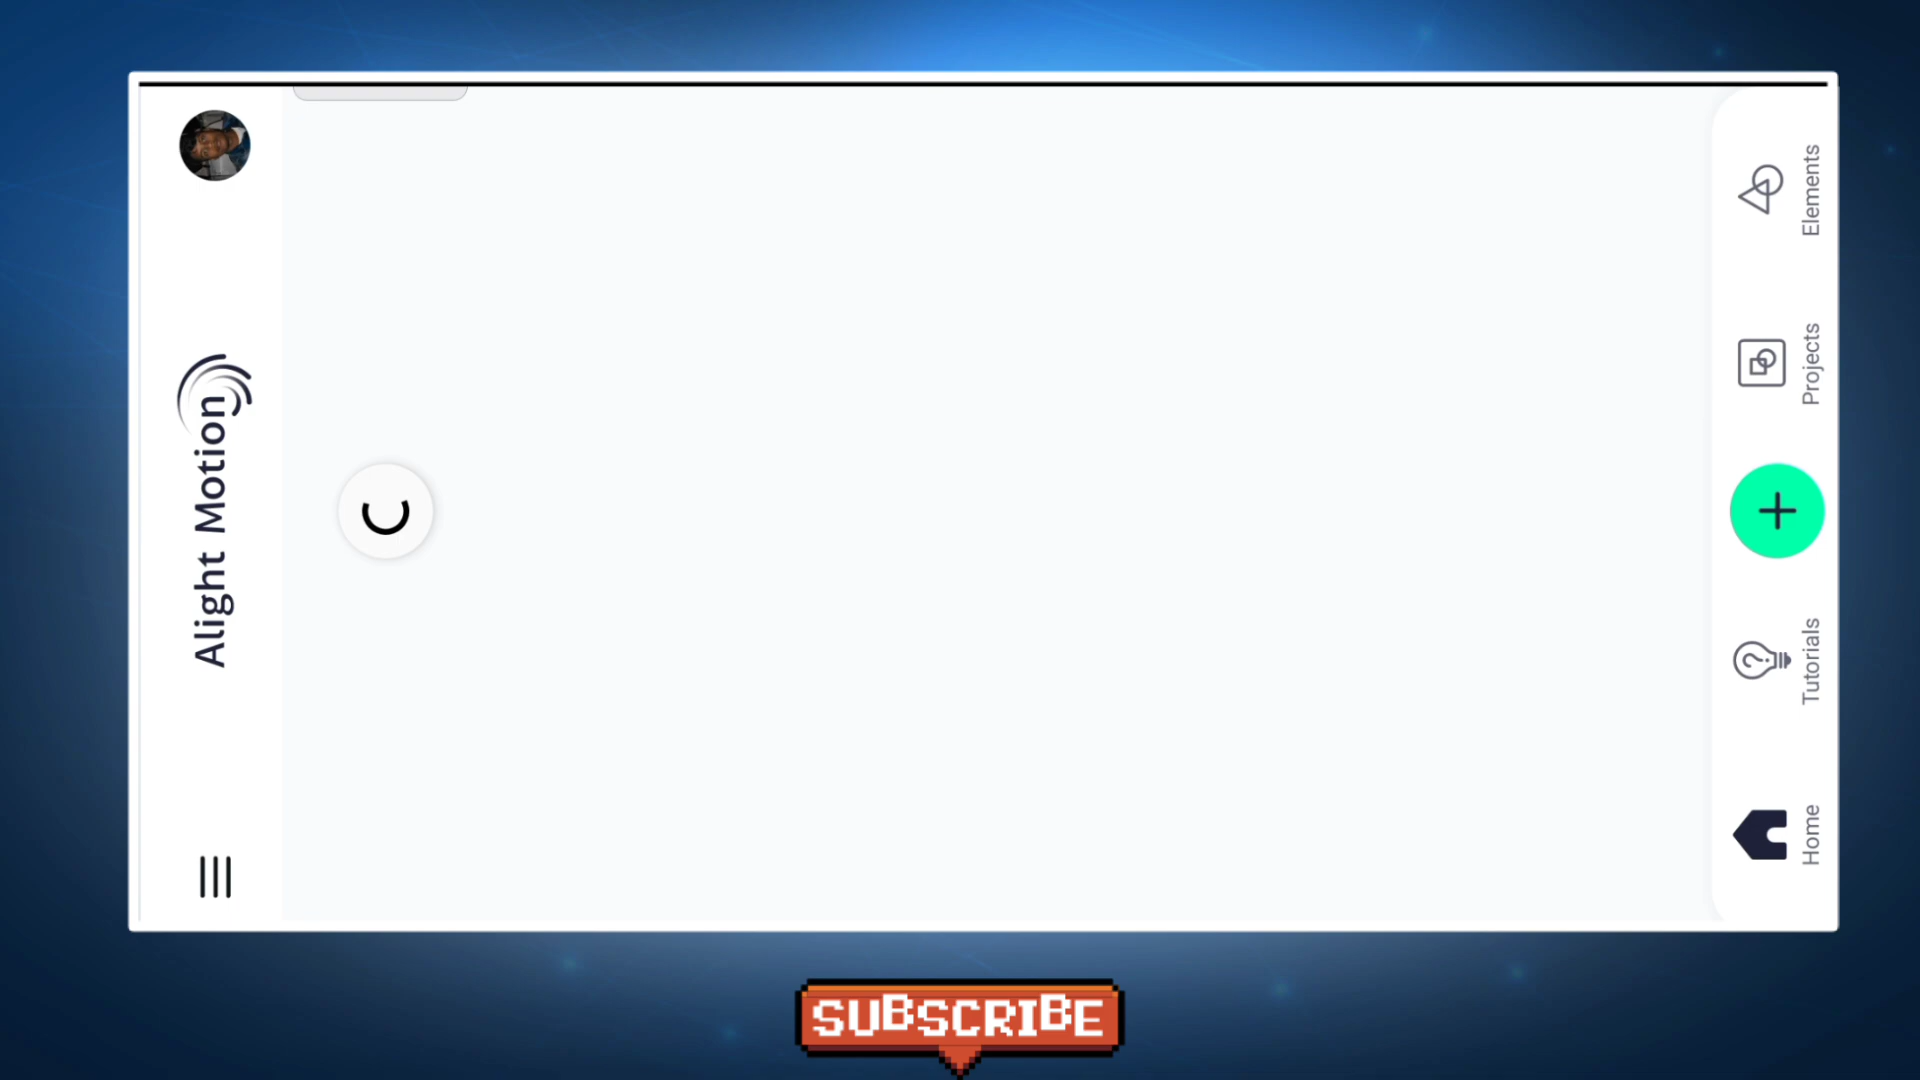 Alight Motion
Home
Tutorials
Projects
Elements
SUBSCRIBE